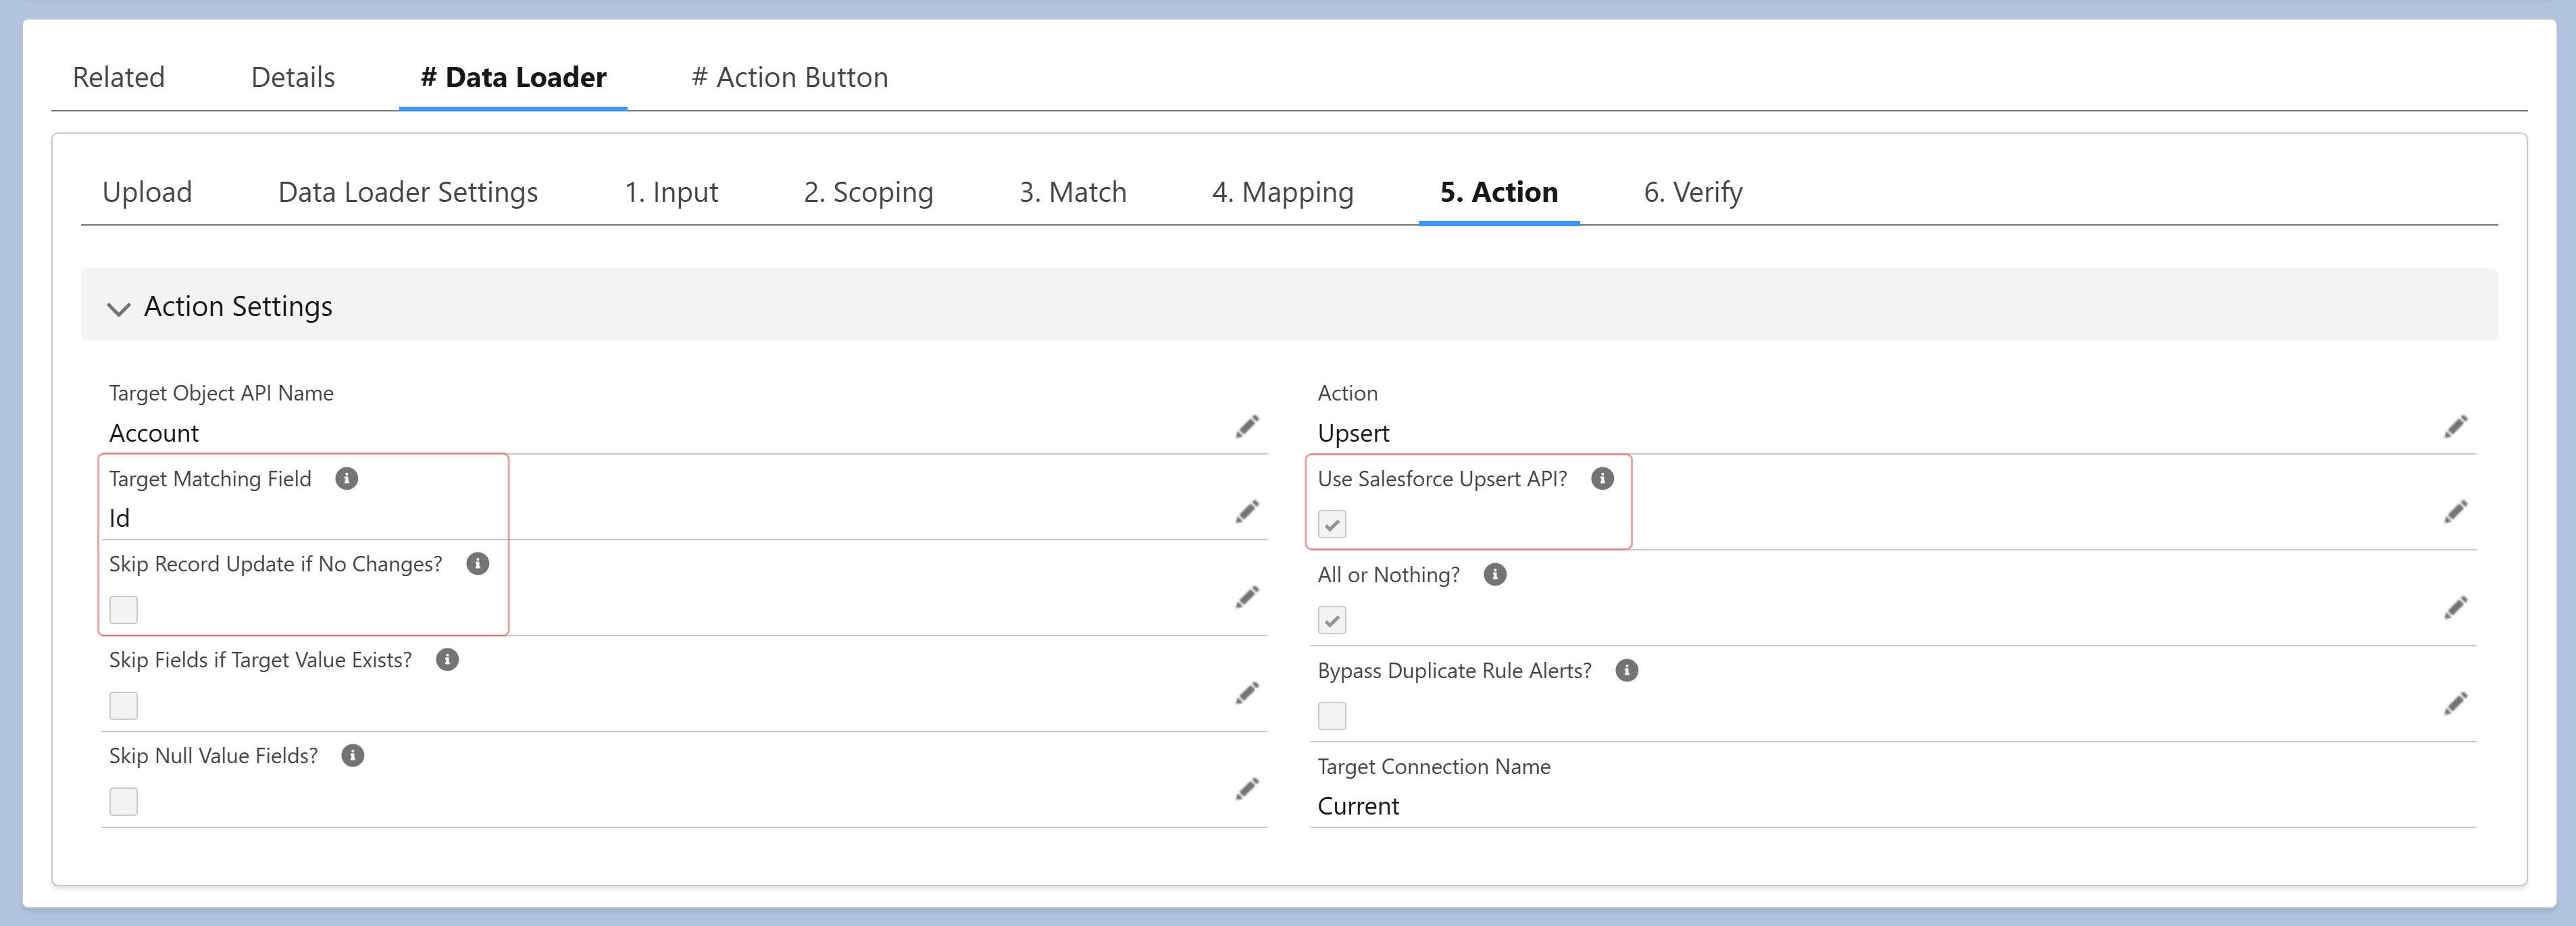 Related Details # Data Loader # Action Button
Upload Data Loader Settings 1. Input 2. Scoping 3. Match 4. Mapping 5. Action 6. Verify
Action Settings
Target Object API Name
Account
Target Matching Field
Id
Skip Record Update if No Changes?
Skip Fields if Target Value Exists?
Skip Null Value Fields?
Action
Upsert
Use Salesforce Upsert API?
All or Nothing?
Bypass Duplicate Rule Alerts?
Target Connection Name
Current